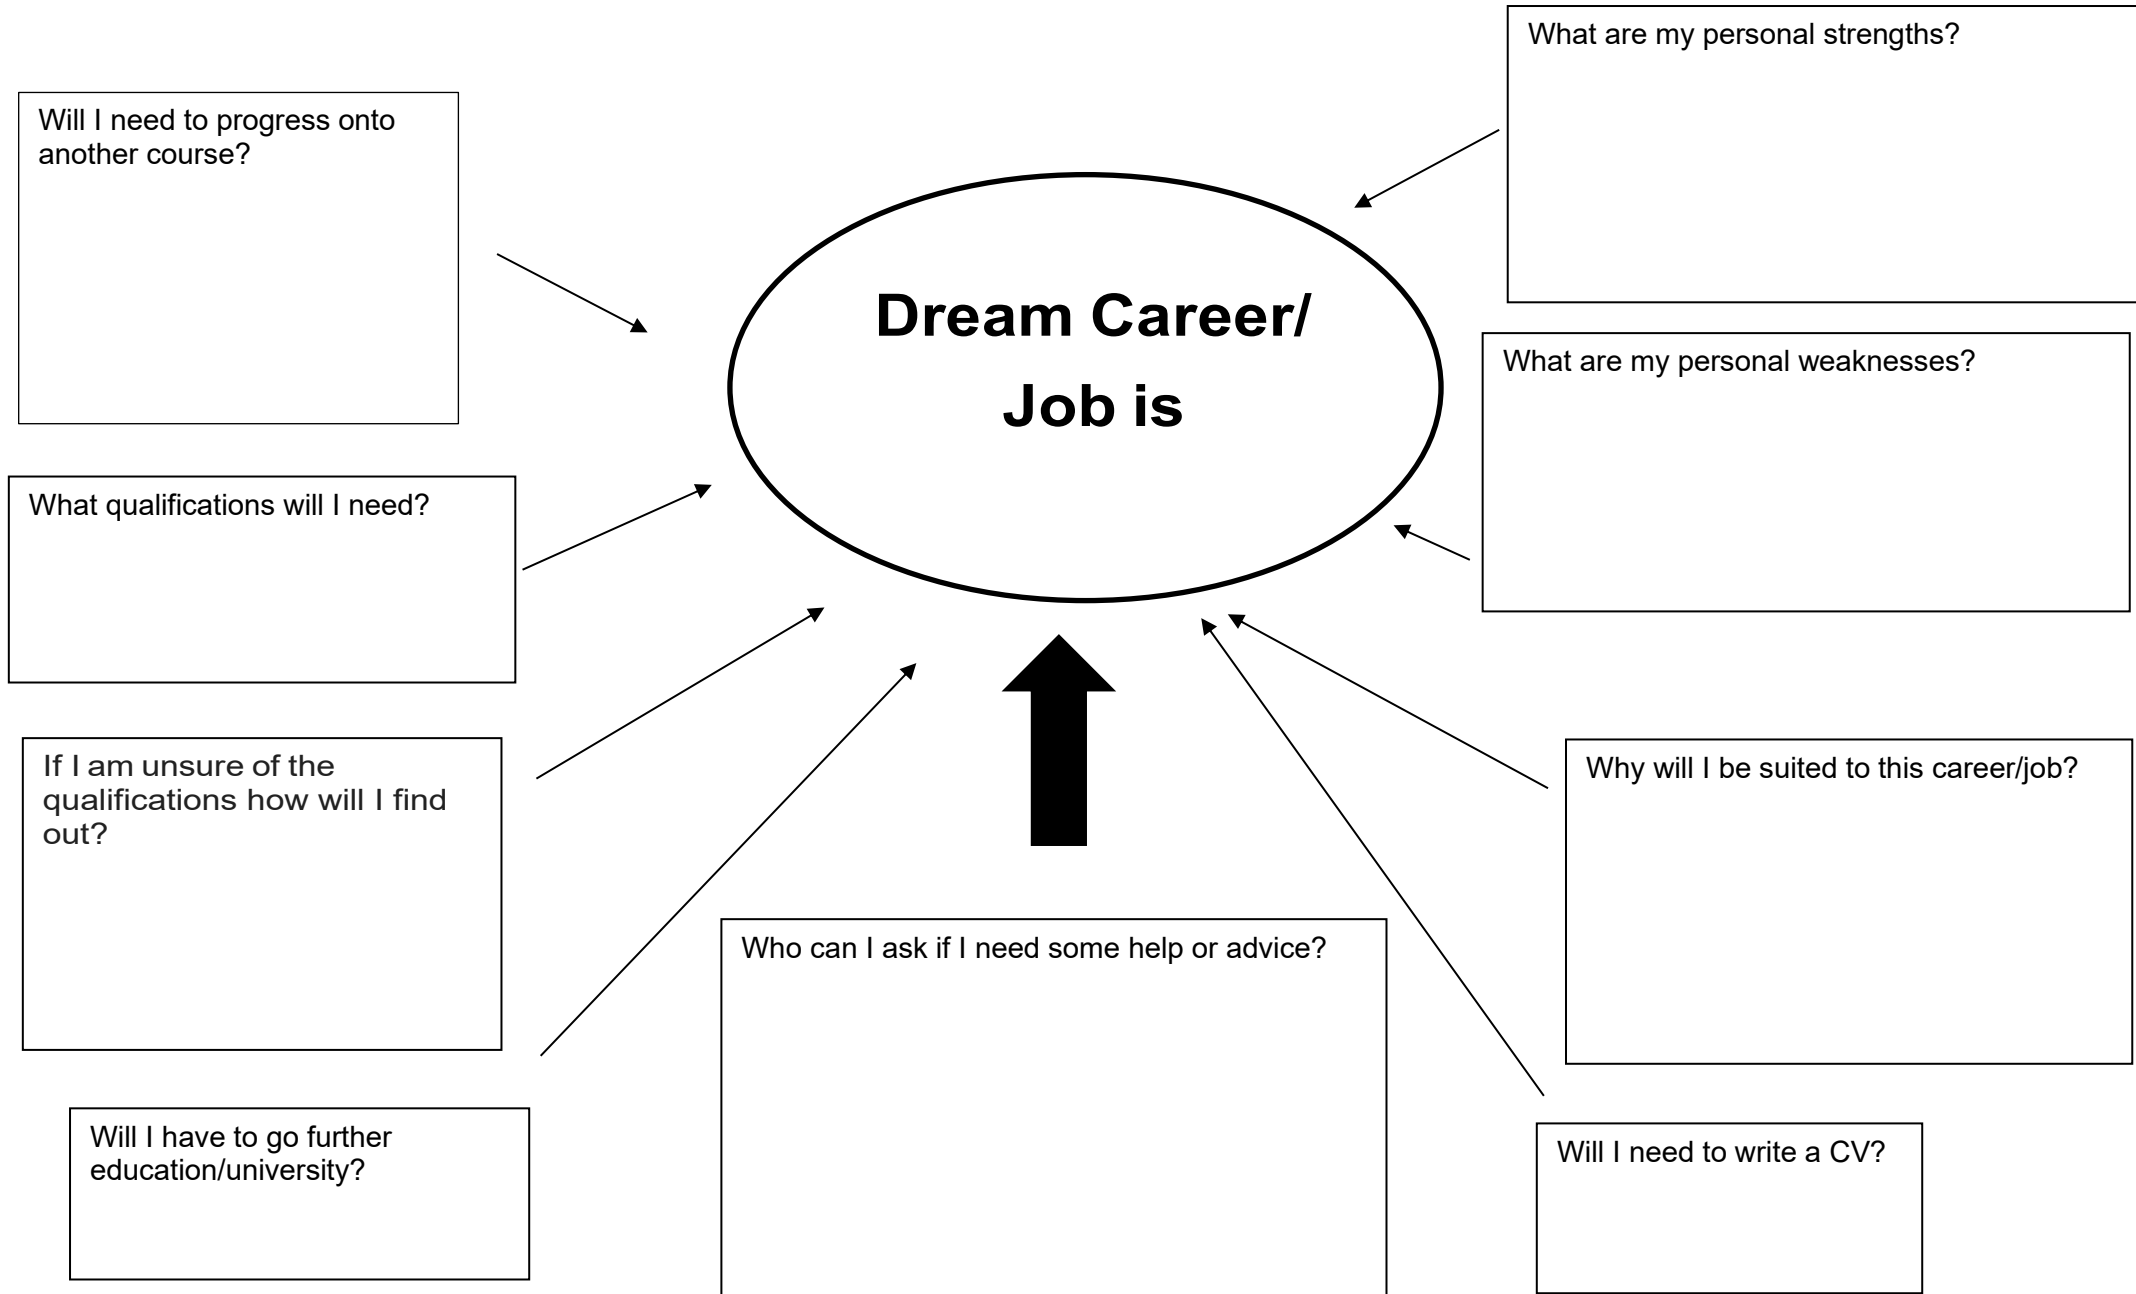 What are my personal strengths?
Will I need to progress onto
another course?
Dream Career/
Job is
What are my personal weaknesses?
What qualifications will I need?
If I am unsure of the
qualifications how will I find
out?
Why will I be suited to this career/job?
Who can I ask if I need some help or advice?
Will I have to go further
education/university?
Will I need to write a CV?